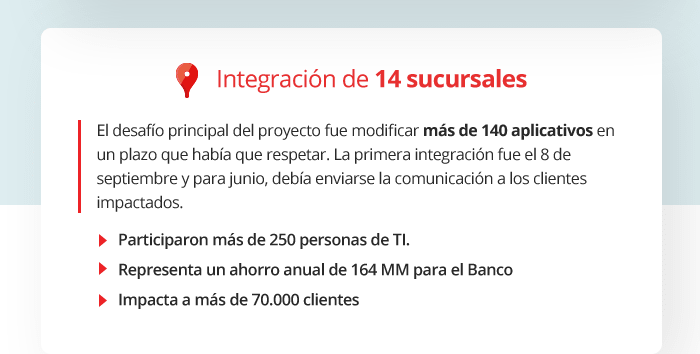 Integración de 14 sucursales
El desafío principal del proyecto fue modificar más de 140 aplicativos en
un plazo que había que respetar. La primera integración fue el 8 de
septiembre y para junio, debía enviarse la comunicación a los clientes
impactados.
Participaron más de 250 personas de TI.
Representa un ahorro anual de 164 MM para el Banco
Impacta a más de 70.000 clientes